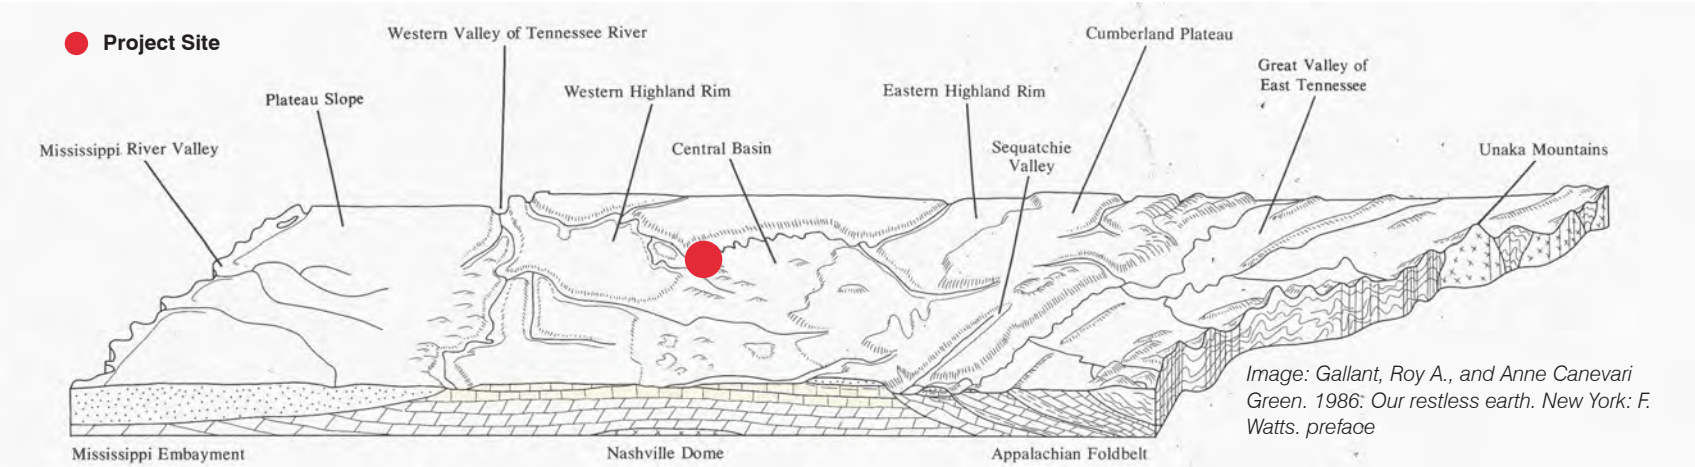 Project Site
Western Valley of Tennessee River
Cumberland Plateau
Great Valley of
East Tennessee
Plateau Slope
Western Highland Rim
Eastern Highland Rim
Mississippi River Valley
Central Basin
Sequatchie
Valley
Unaka Mountains
Image: Gallant, Roy A., and Anne Canevari
Green. 1986. Our restless earth. New York: F.
Watts. preface
Mississippi Embayment
Nashville Dome
Appalachian Foldbelt